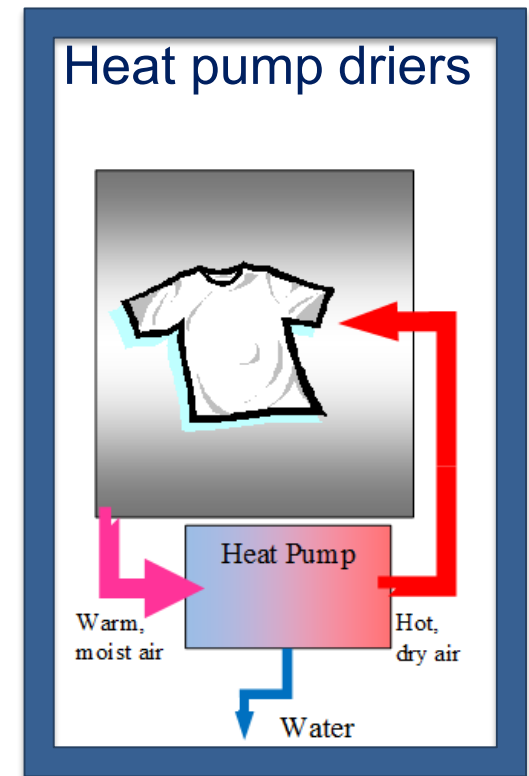 Heat pump driers
Heat Pump
Warm,
moist air
Hot,
dry air
Water